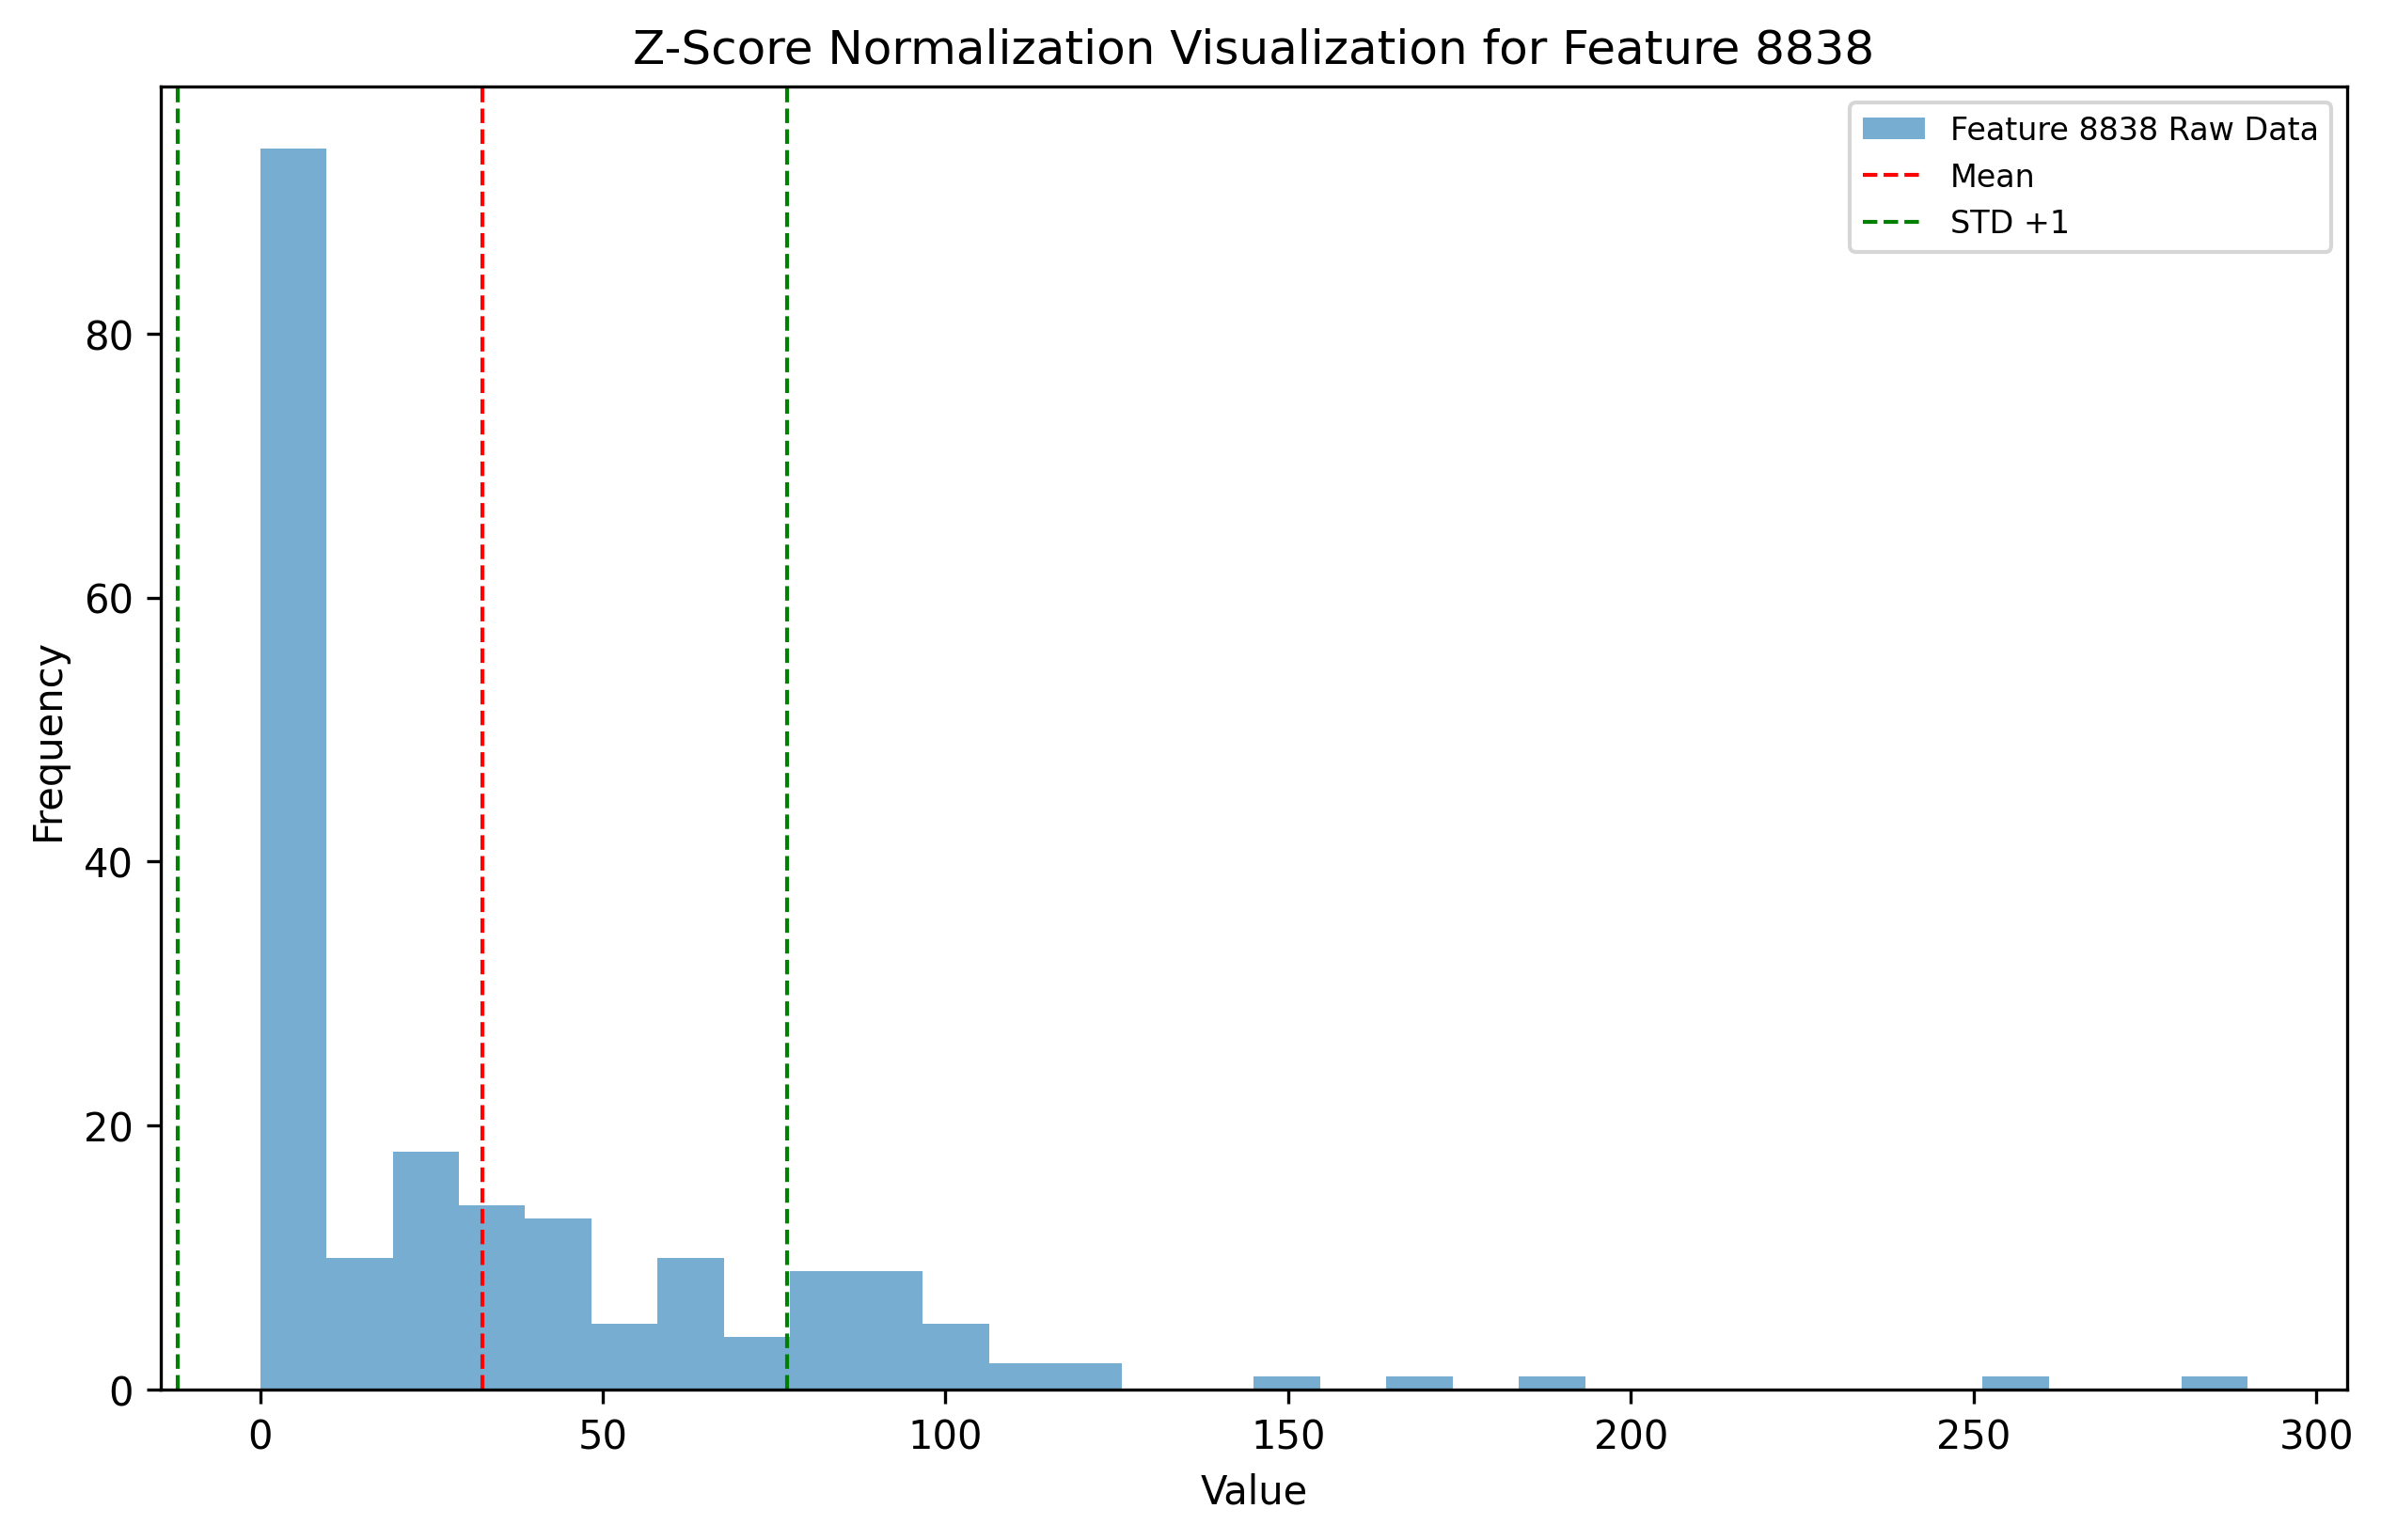 Z-Score Normalization Visualization for Feature 8838
Feature 8838 Raw Data
Mean
STD +1
80
60
40
20
0
Frequency
0 50 100 150 200 250 300
Value